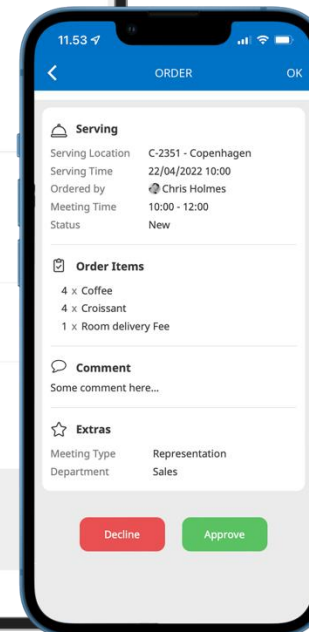 11.53
ORDER OK
Serving
Serving Location C-2351 - Copenhagen
Serving Time 22/04/2022 10:00
Ordered by Chris Holmes
Meeting Time 10:00 - 12:00
Status New
Order Items
4 x Coffee
4 x Croissant
1 x Room delivery Fee
Comment
Some comment here...
Extras
Meeting Type Representation
Department Sales
Decline Approve